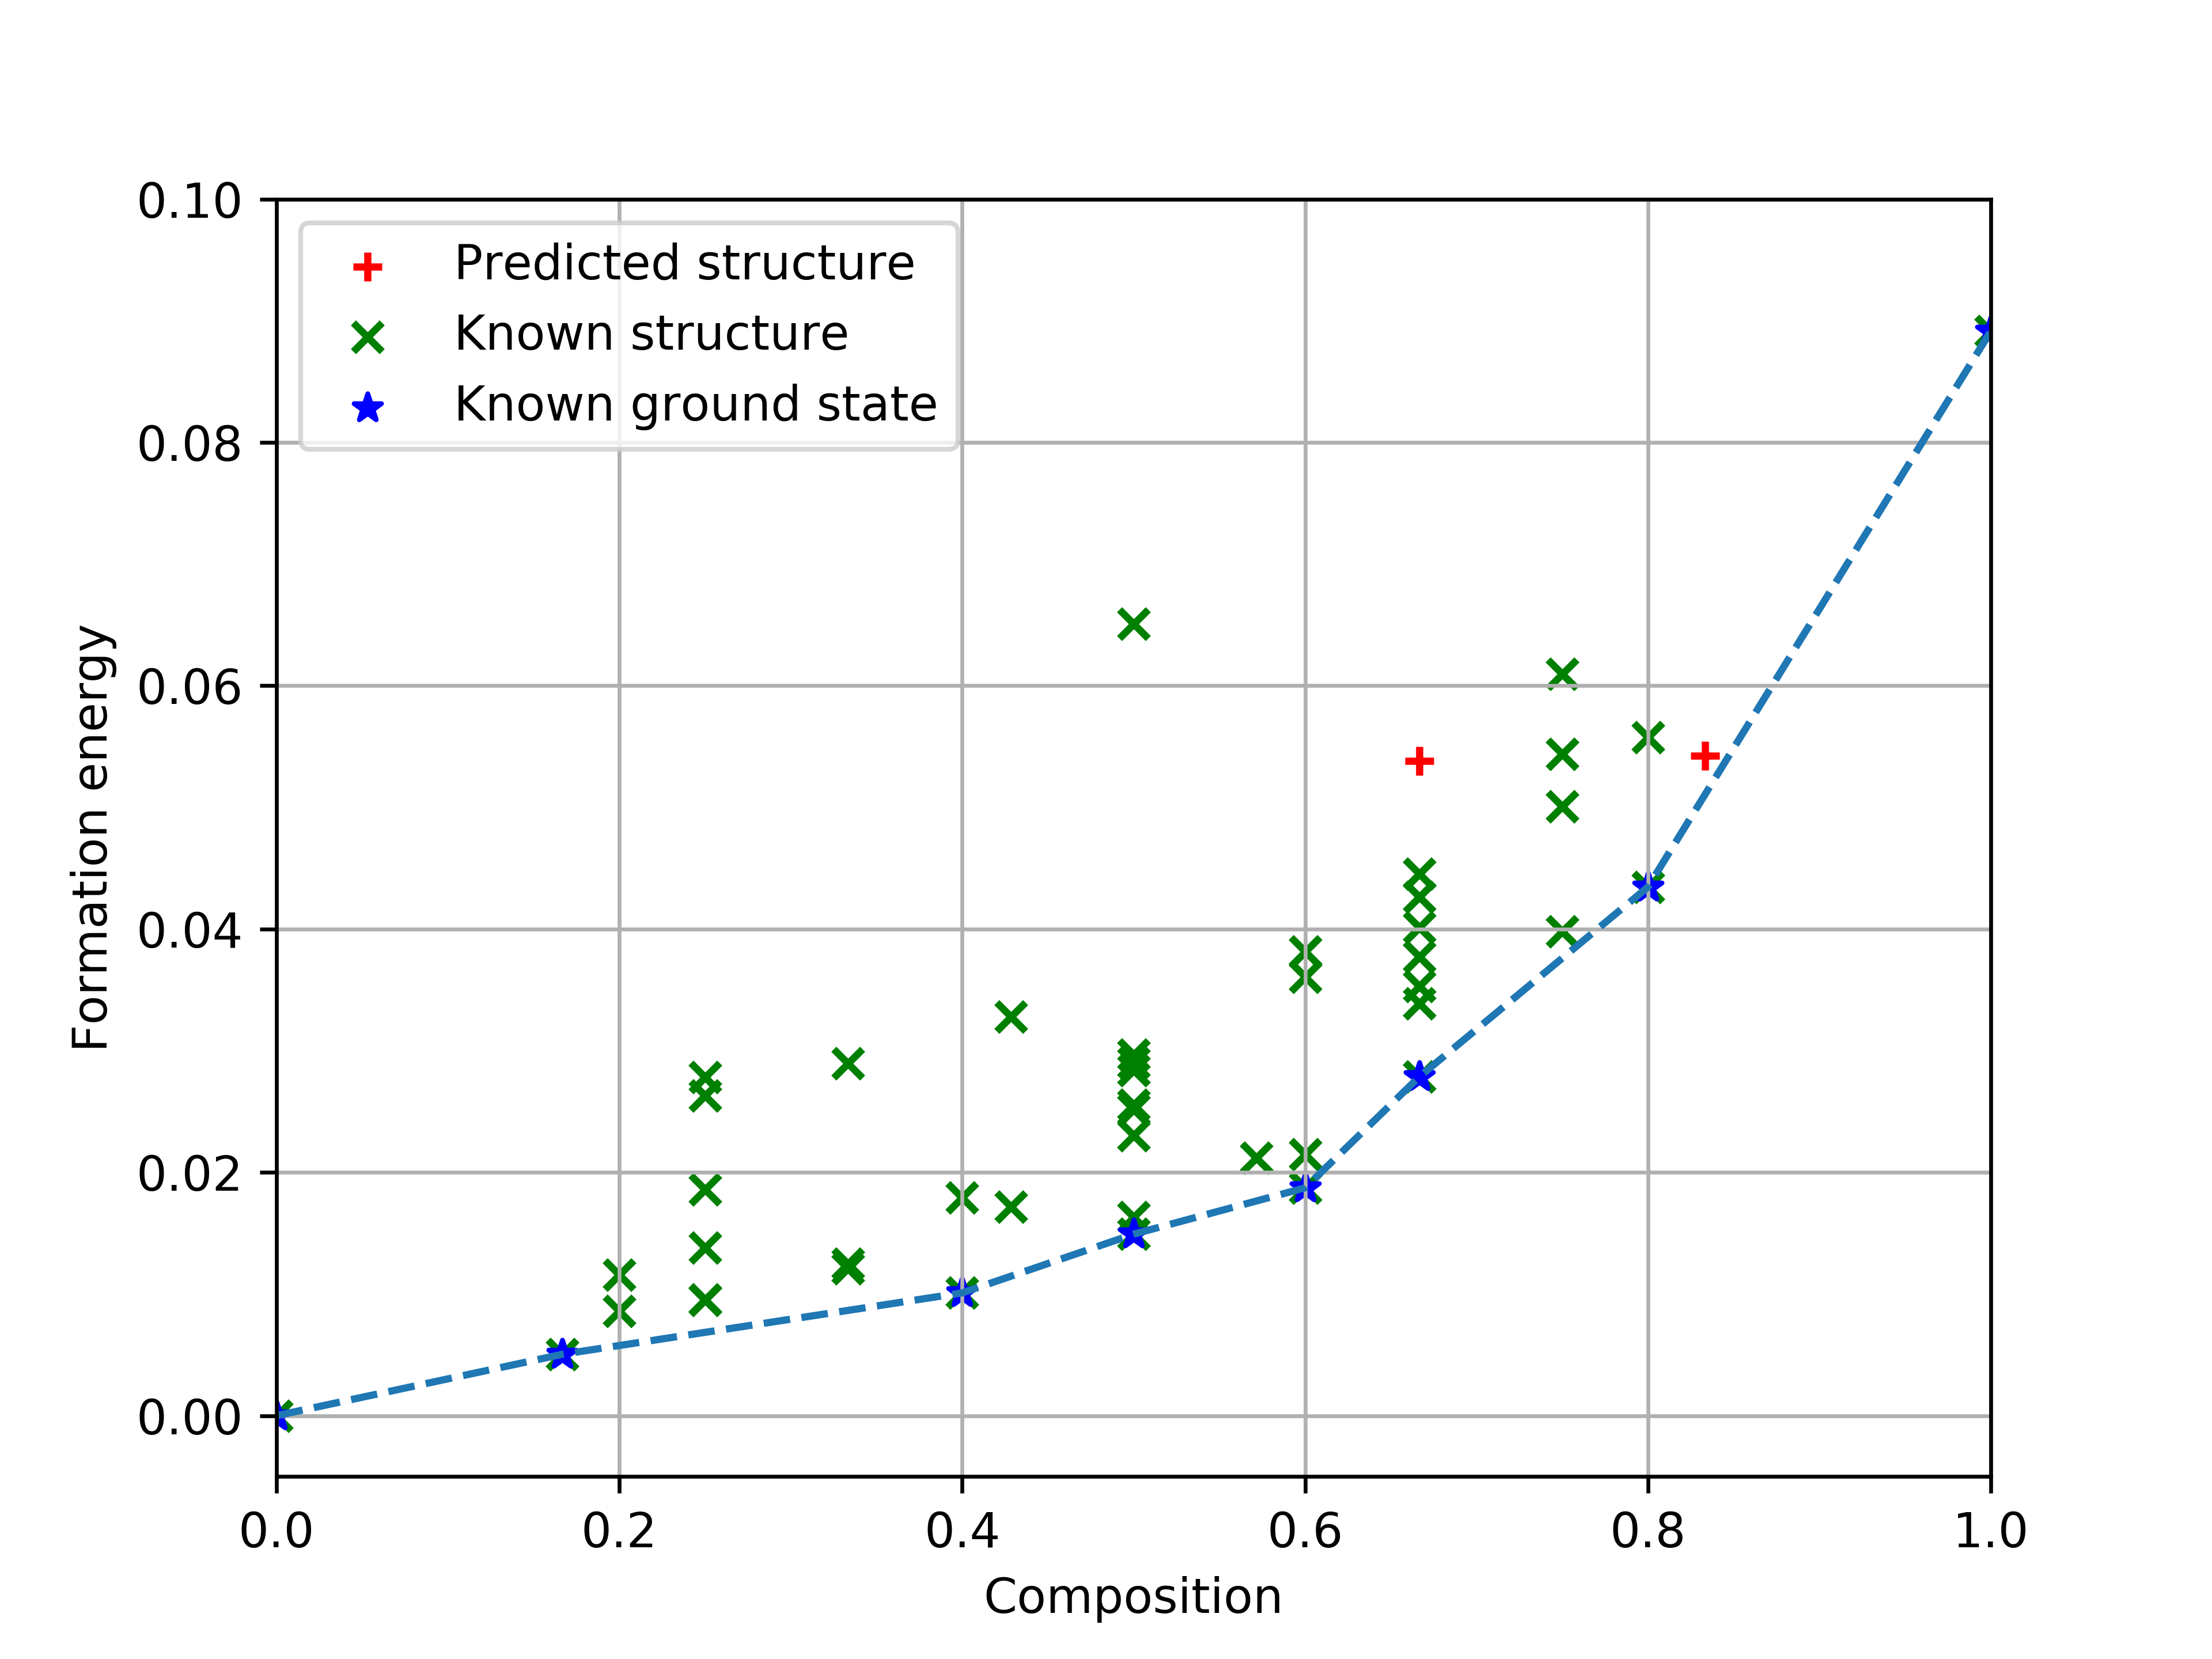 0.10
0.08
0.06
0.04
0.02
0.00
Formation energy
Predicted structure
Known structure
Known ground state
0.0 0.2 0.4 0.6 0.8 1.0
Composition